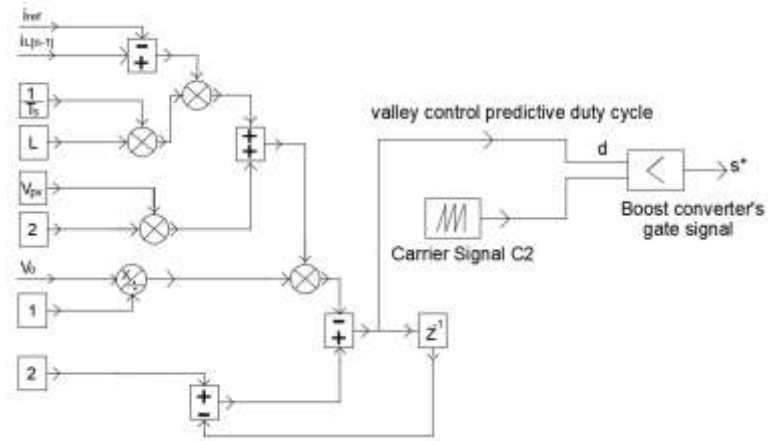 iref
iL[n-1]
−
+
1
Ts
L
+
+
Vpv
2
Vo
×
÷
1
−
+
2
+
−
Z-1
valley control predictive duty cycle
d
<
s*
Boost converter's
gate signal
Carrier Signal C2